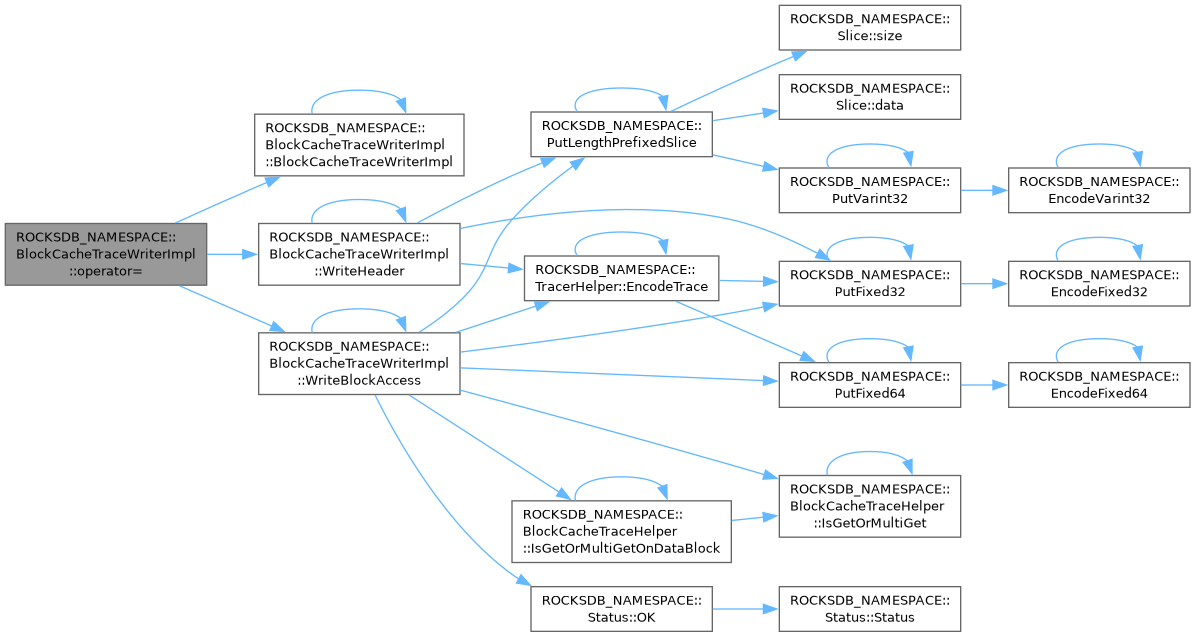 ROCKSDB_NAMESPACE::
BlockCacheTraceWriterImpl
::operator=
ROCKSDB_NAMESPACE::
BlockCacheTraceWriterImpl
::BlockCacheTraceWriterImpl
ROCKSDB_NAMESPACE::
BlockCacheTraceWriterImpl
::WriteHeader
ROCKSDB_NAMESPACE::
BlockCacheTraceWriterImpl
::WriteBlockAccess
ROCKSDB_NAMESPACE::
PutLengthPrefixedSlice
ROCKSDB_NAMESPACE::
TracerHelper::EncodeTrace
ROCKSDB_NAMESPACE::
BlockCacheTraceHelper
::IsGetOrMultiGetOnDataBlock
ROCKSDB_NAMESPACE::
Status::OK
ROCKSDB_NAMESPACE::
Slice::size
ROCKSDB_NAMESPACE::
Slice::data
ROCKSDB_NAMESPACE::
PutVarint32
ROCKSDB_NAMESPACE::
PutFixed32
ROCKSDB_NAMESPACE::
PutFixed64
ROCKSDB_NAMESPACE::
BlockCacheTraceHelper
::IsGetOrMultiGet
ROCKSDB_NAMESPACE::
Status::Status
ROCKSDB_NAMESPACE::
EncodeVarint32
ROCKSDB_NAMESPACE::
EncodeFixed32
ROCKSDB_NAMESPACE::
EncodeFixed64